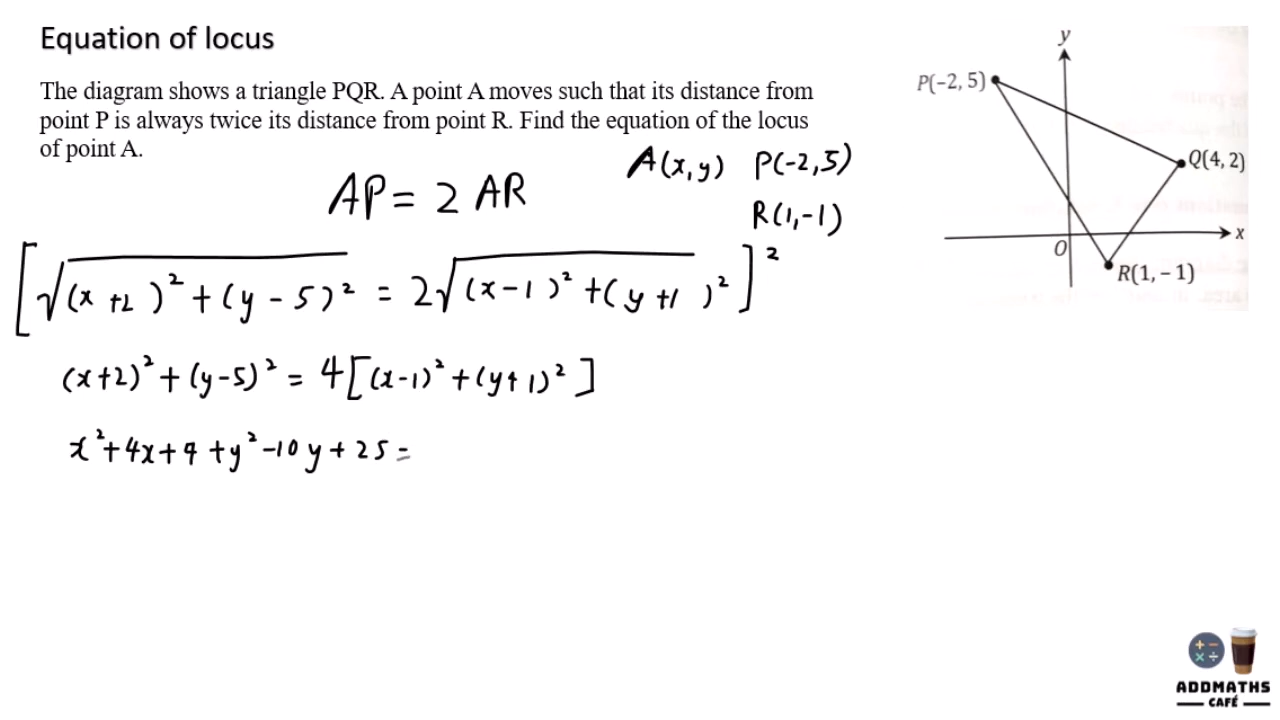 Equation of locus
The diagram shows a triangle PQR. A point A moves such that its distance from
point P is always twice its distance from point R. Find the equation of the locus
of point A.
A(x,y) P(-2,5)
R(1,-1)
AP = 2 AR
[√(x+2)² + (y-5)² = 2√(x-1)² + (y+1)²]²
(x+2)² + (y-5)² = 4[(x-1)² + (y+1)²]
x² + 4x + 4 + y² - 10y + 25 =
y
P(-2, 5)
Q(4, 2)
x
O
R(1, -1)
+ -
× ÷
ADDMATHS
CAFÉ